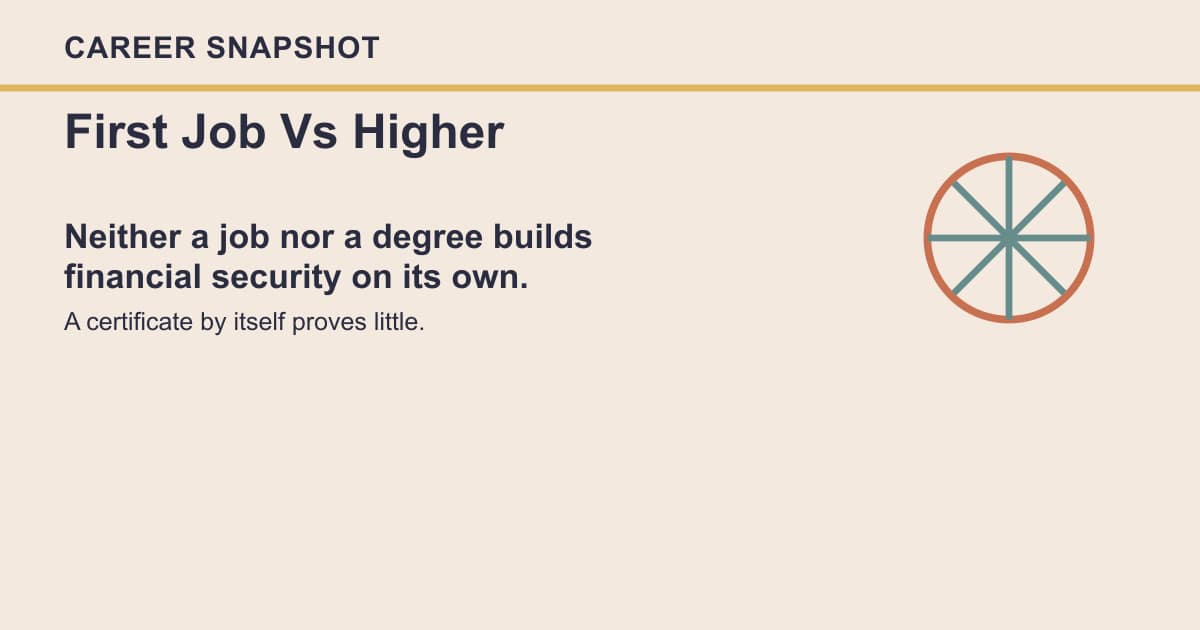 CAREER SNAPSHOT
First Job Vs Higher
Neither a job nor a degree builds
financial security on its own.
A certificate by itself proves little.